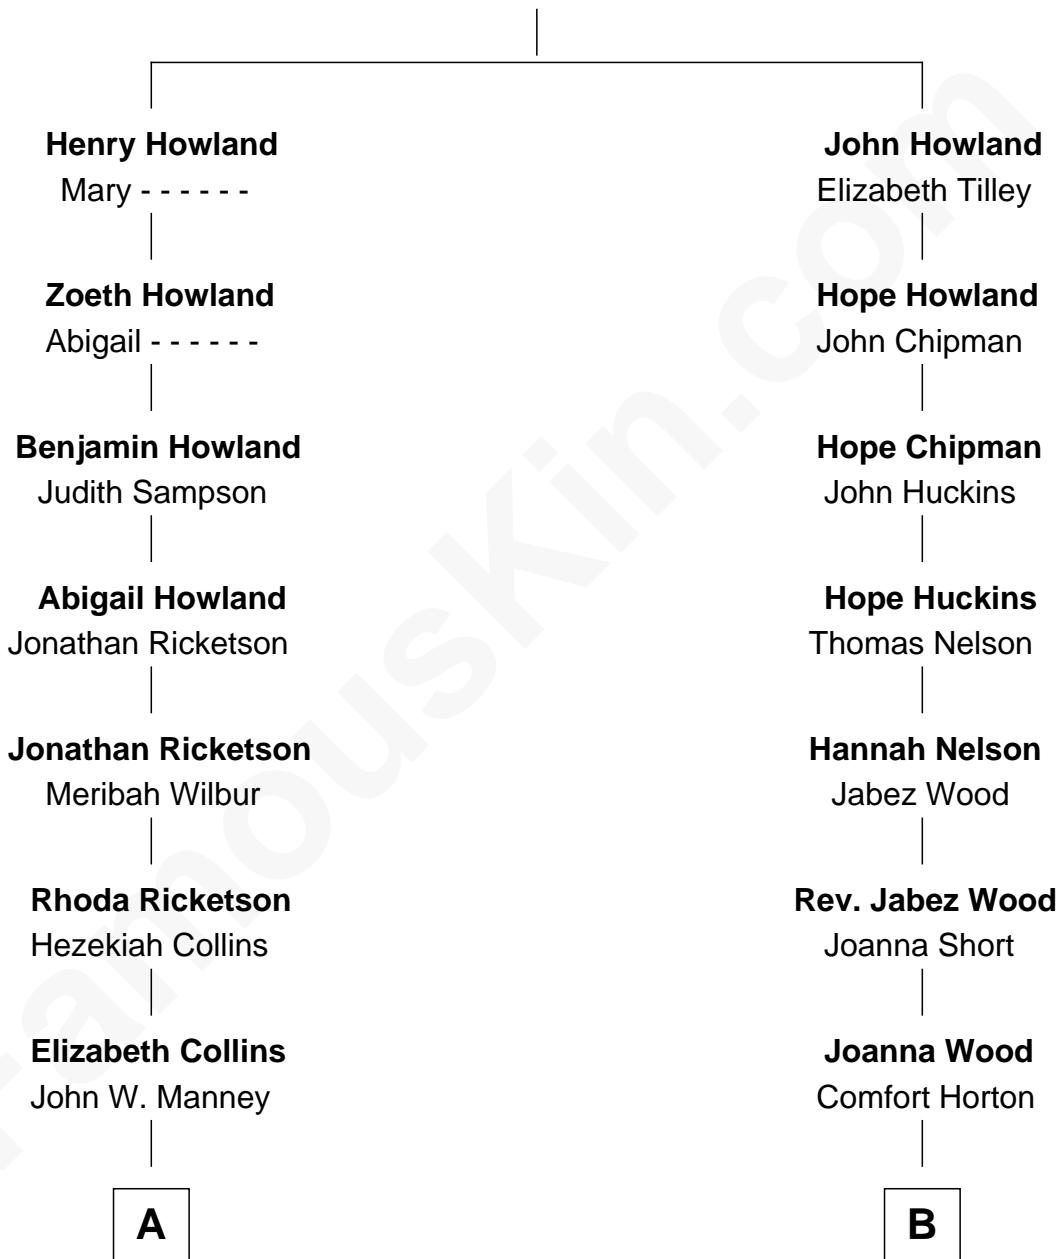 Henry Howland
Mary - - - - - -
Zoeth Howland
Abigail - - - - - -
Benjamin Howland
Judith Sampson
Abigail Howland
Jonathan Ricketson
Jonathan Ricketson
Meribah Wilbur
Rhoda Ricketson
Hezekiah Collins
Elizabeth Collins
John W. Manney
A
John Howland
Elizabeth Tilley
Hope Howland
John Chipman
Hope Chipman
John Huckins
Hope Huckins
Thomas Nelson
Hannah Nelson
Jabez Wood
Rev. Jabez Wood
Joanna Short
Joanna Wood
Comfort Horton
B
FamousKin.com